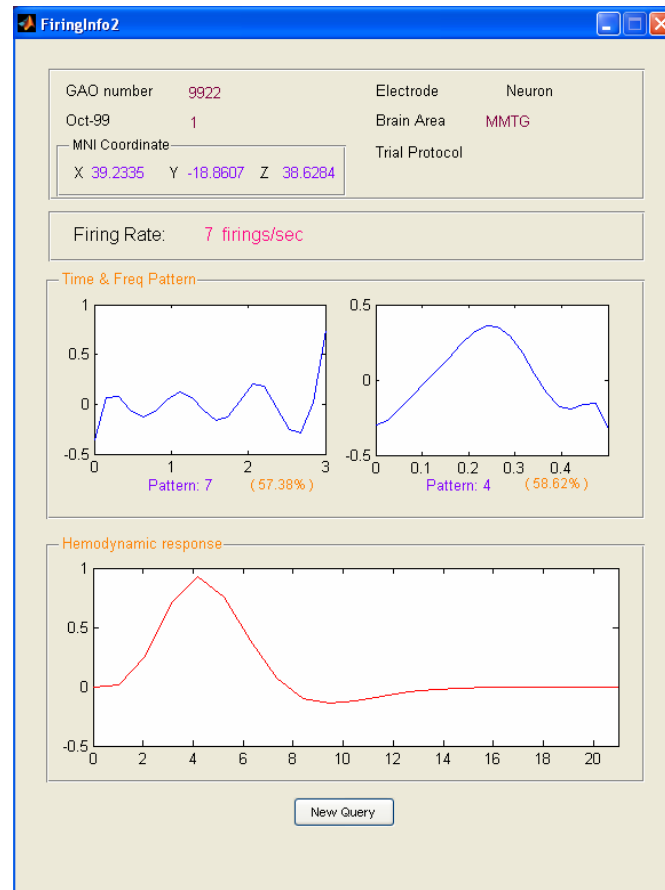 FiringInfo2
GAO number 9922 Electrode Neuron
Oct-99 1 Brain Area MMTG
MNI Coordinate
Trial Protocol
X 39.2335 Y -18.8607 Z 38.6284
Firing Rate: 7 firings/sec
Time & Freq Pattern
1 0.5
0.5
0 0
-0.5 -0.5
0 1 2 3 0 0.1 0.2 0.3 0.4
Pattern: 7 (57.38%) Pattern: 4 (58.62%)
Hemodynamic response
1
0.5
0
-0.5
0 2 4 6 8 10 12 14 16 18 20
New Query